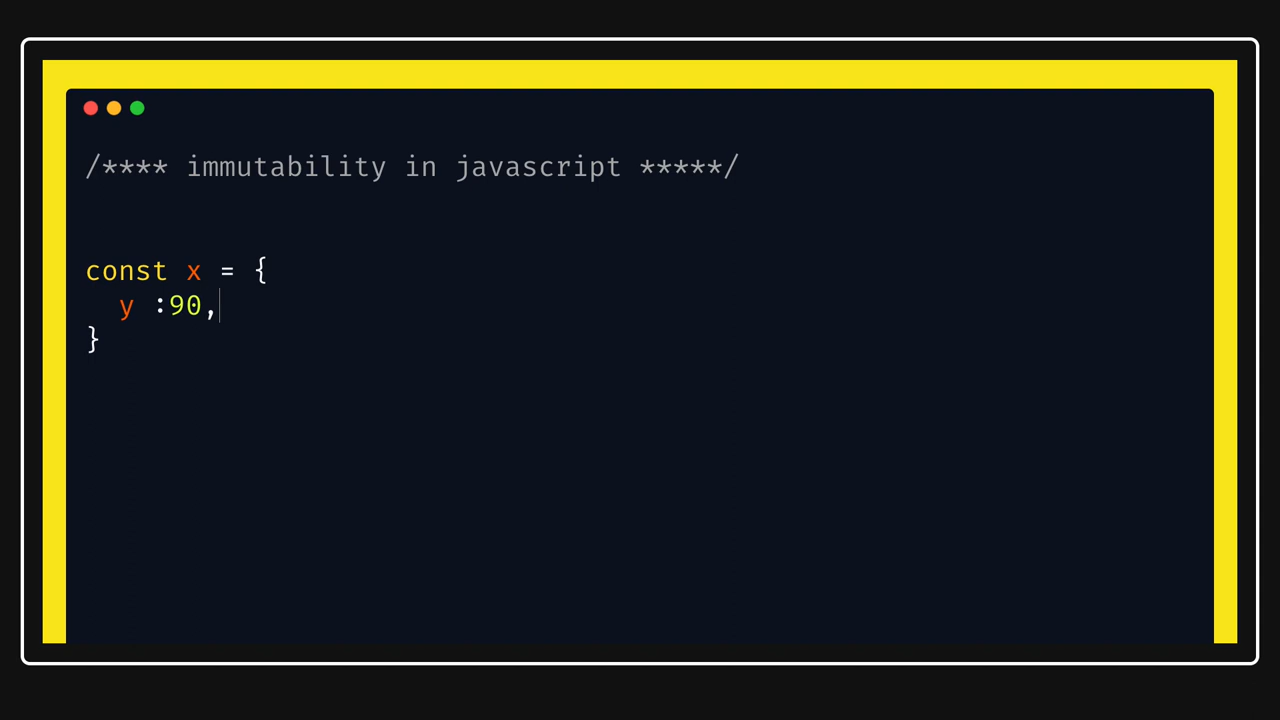 /**** immutability in javascript *****/
const x = {
  y :90,
}